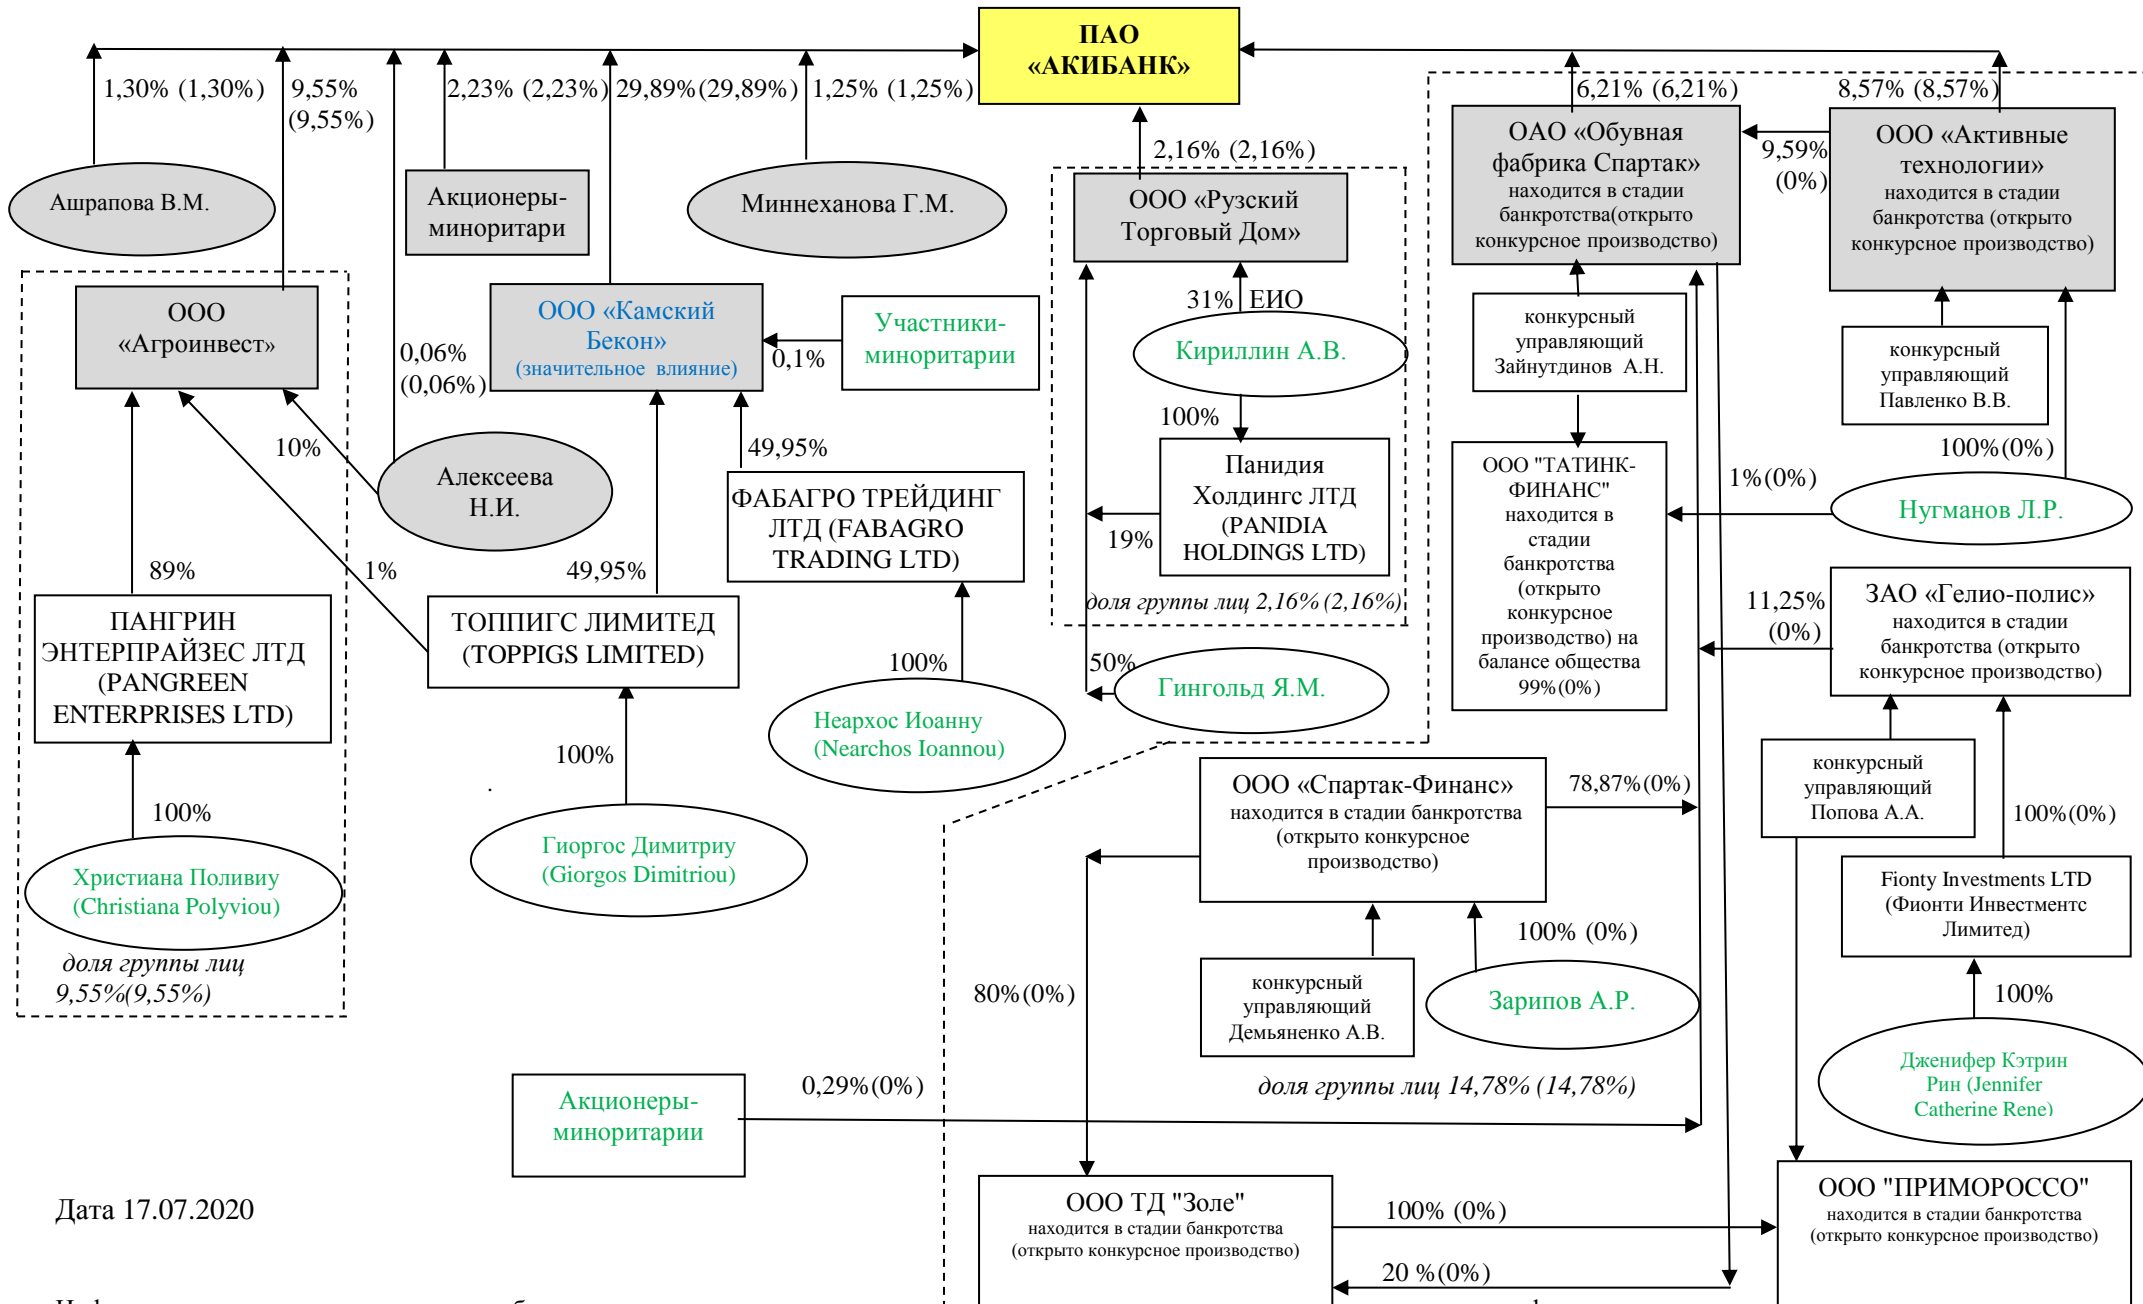 ПАО
«АКИБАНК»
1,30% (1,30%)
9,55%
(9,55%)
2,23% (2,23%)
29,89%(29,89%)
1,25% (1,25%)
2,16% (2,16%)
6,21% (6,21%)
8,57% (8,57%)
Ашрапова В.М.
Акционеры-
миноритари
Миннеханова Г.М.
ООО «Рузский
Торговый Дом»
ОАО «Обувная
фабрика Спартак»
находится в стадии
банкротства(открыто
конкурсное производство)
9,59%
(0%)
ООО «Активные
технологии»
находится в стадии
банкротства (открыто
конкурсное производство)
ООО
«Агроинвест»
0,06%
(0,06%)
ООО «Камский
Бекон»
(значительное влияние)
0,1%
Участники-
миноритарии
31% ЕИО
Кириллин А.В.
конкурсный
управляющий
Зайнутдинов А.Н.
конкурсный
управляющий
Павленко В.В.
10%
Алексеева
Н.И.
49,95%
100%
100%(0%)
ФАБАГРО ТРЕЙДИНГ
ЛТД (FABAGRO
TRADING LTD)
19%
Панидия
Холдингс ЛТД
(PANIDIA
HOLDINGS LTD)
ООО "ТАТИНК-
ФИНАНС"
находится в
стадии
банкротства
(открыто
конкурсное
производство) на
балансе общества
99%(0%)
1%(0%)
Нугманов Л.Р.
89%
1%
49,95%
доля группы лиц 2,16% (2,16%)
11,25%
(0%)
ЗАО «Гелио-полис»
находится в стадии
банкротства (открыто
конкурсное производство)
ПАНГРИН
ЭНТЕРПРАЙЗЕС ЛТД
(PANGREEN
ENTERPRISES LTD)
ТОППИГС ЛИМИТЕД
(TOPPIGS LIMITED)
100%
50%
Гингольд Я.М.
Неархос Иоанну
(Nearchos Ioannou)
100%
.
100%
ООО «Спартак-Финанс»
находится в стадии банкротства
(открыто конкурсное
производство)
78,87%(0%)
конкурсный
управляющий
Попова А.А.
100%(0%)
Христиана Поливиу
(Christiana Polyviou)
Гиоргос Димитриу
(Giorgos Dimitriou)
Fionty Investments LTD
(Фионти Инвестментс
Лимитед)
доля группы лиц
9,55%(9,55%)
80%(0%)
конкурсный
управляющий
Демьяненко А.В.
100% (0%)
Зарипов А.Р.
100%
Дженифер Кэтрин
Рин (Jennifer
Catherine Rene)
Акционеры-
миноритарии
0,29%(0%)
доля группы лиц 14,78% (14,78%)
Дата 17.07.2020
ООО ТД "Золе"
находится в стадии банкротства
(открыто конкурсное производство)
100% (0%)
20 %(0%)
ООО "ПРИМОРОССО"
находится в стадии банкротства
(открыто конкурсное производство)